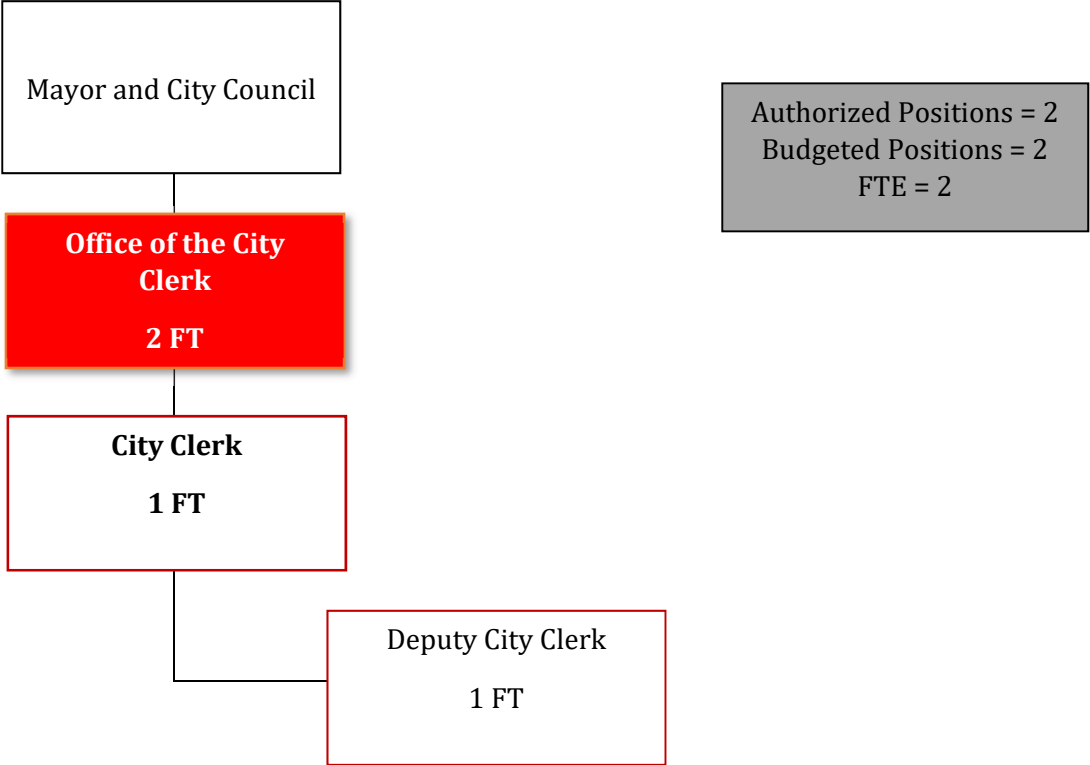 Mayor and City Council
Authorized Positions = 2
Budgeted Positions = 2
FTE = 2
Office of the City
Clerk
2 FT
City Clerk
1 FT
Deputy City Clerk
1 FT